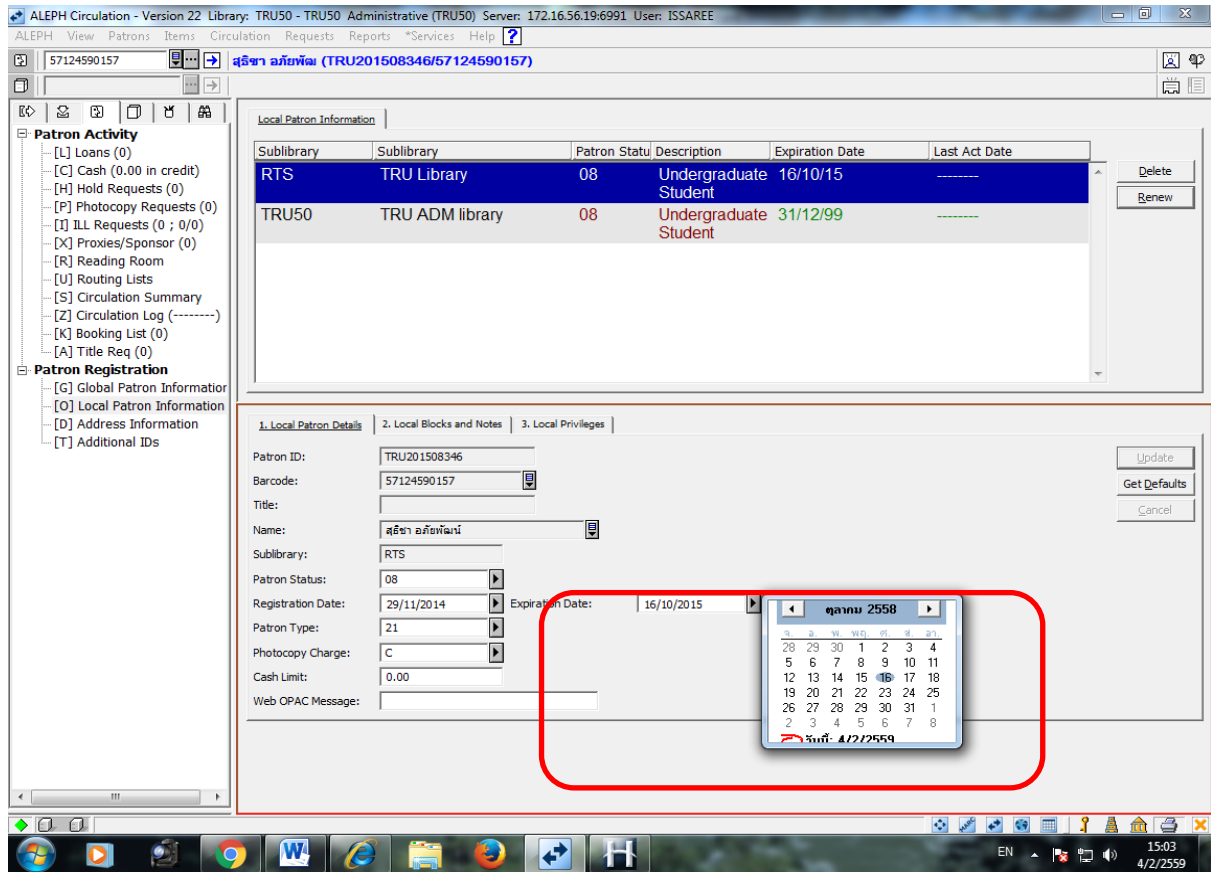 ALEPH Circulation - Version 22 Library: TRU50 - TRU50 Administrative (TRU50) Server: 172.16.56.19:6991 User: ISSAREE
ALEPH View Patrons Items Circulation Requests Reports *Services Help ?
57124590157 ... สุธิชา อภัยพัฒ (TRU201508346/57124590157)
...
Patron Activity
[L] Loans (0)
[C] Cash (0.00 in credit)
[H] Hold Requests (0)
[P] Photocopy Requests (0)
[I] ILL Requests (0 ; 0/0)
[X] Proxies/Sponsor (0)
[R] Reading Room
[U] Routing Lists
[S] Circulation Summary
[Z] Circulation Log (--------)
[K] Booking List (0)
[A] Title Req (0)
Patron Registration
[G] Global Patron Information
[O] Local Patron Information
[D] Address Information
[T] Additional IDs
Local Patron Information
Sublibrary Sublibrary Patron Statu Description Expiration Date Last Act Date
RTS TRU Library 08 Undergraduate Student 16/10/15 --------
TRU50 TRU ADM library 08 Undergraduate Student 31/12/99 --------
Delete
Renew
1. Local Patron Details 2. Local Blocks and Notes 3. Local Privileges
Patron ID: TRU201508346
Barcode: 57124590157
Title:
Name: สุธิชา อภัยพัฒน์
Sublibrary: RTS
Patron Status: 08
Registration Date: 29/11/2014 Expiration Date: 16/10/2015
Patron Type: 21
Photocopy Charge: C
Cash Limit: 0.00
Web OPAC Message:
Update
Get Defaults
Cancel
ตุลาคม 2558
จ. อ. พ. พฤ. ศ. ส. อา.
28 29 30 1 2 3 4
5 6 7 8 9 10 11
12 13 14 15 16 17 18
19 20 21 22 23 24 25
26 27 28 29 30 31 1
2 3 4 5 6 7 8
วันนี้: 4/2/2559
EN
15:03
4/2/2559